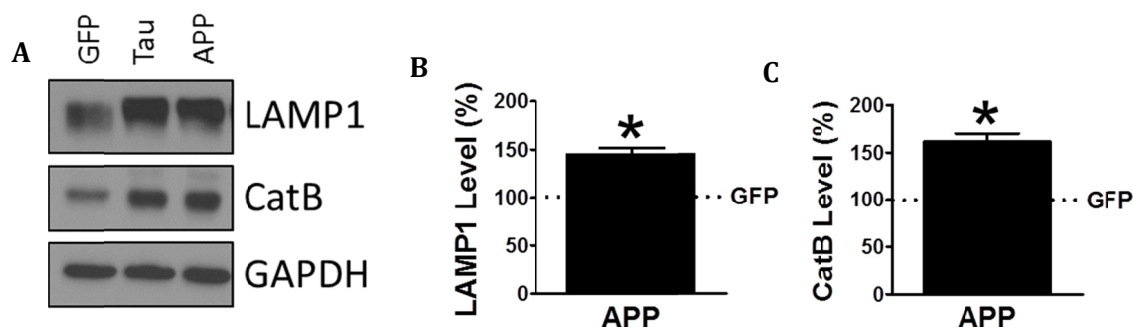 A
GFP
Tau
APP
LAMP1
CatB
GAPDH
B
LAMP1 Level (%)
200
150
100
50
0
*
GFP
APP
C
CatB Level (%)
200
150
100
50
0
*
GFP
APP